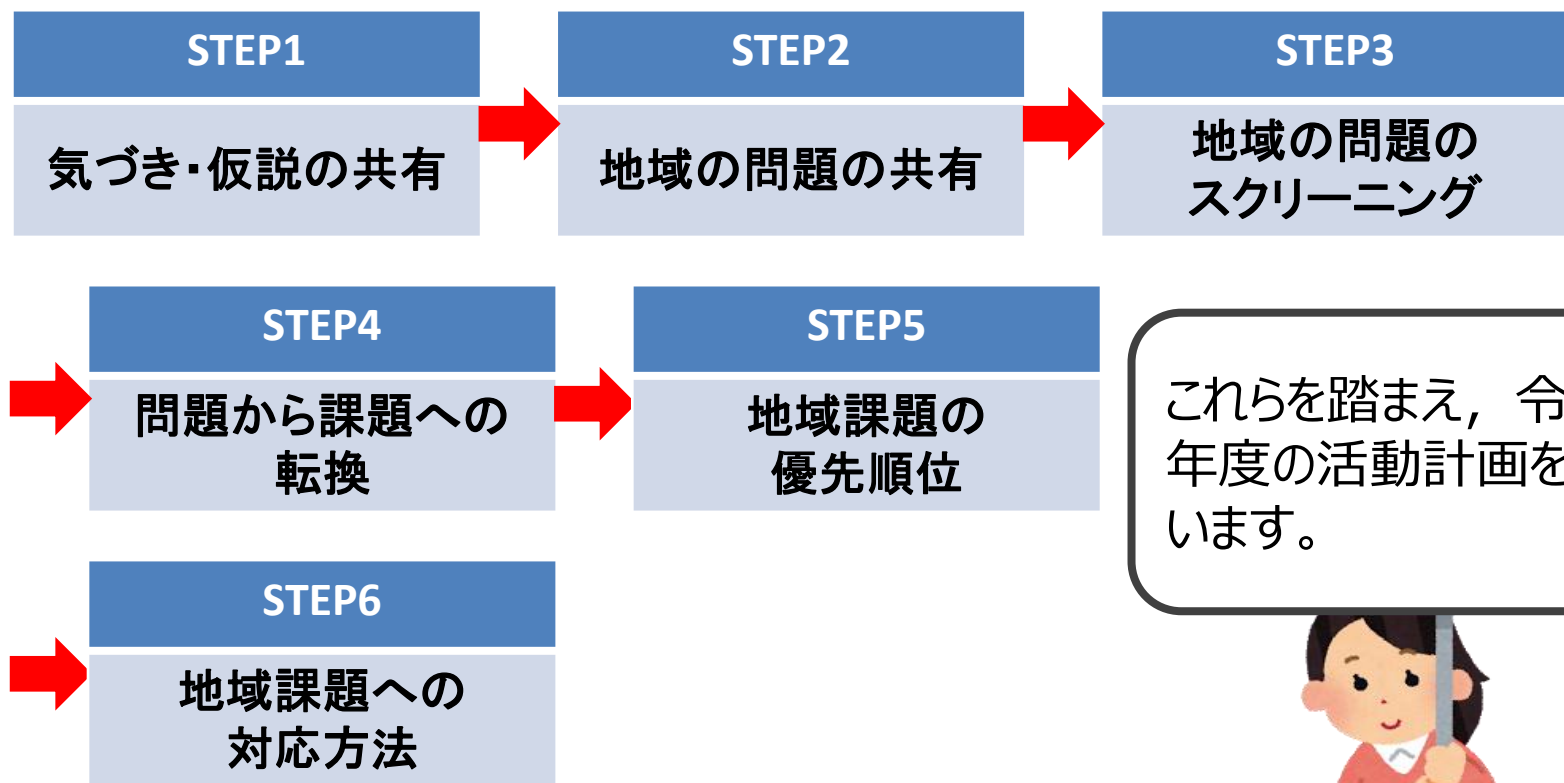 STEP1
気づき・仮説の共有
STEP2
地域の問題の共有
STEP3
地域の問題の
スクリーニング
STEP4
問題から課題への
転換
STEP5
地域課題の
優先順位
これらを踏まえ，令
年度の活動計画を
います。
STEP6
地域課題への
対応方法